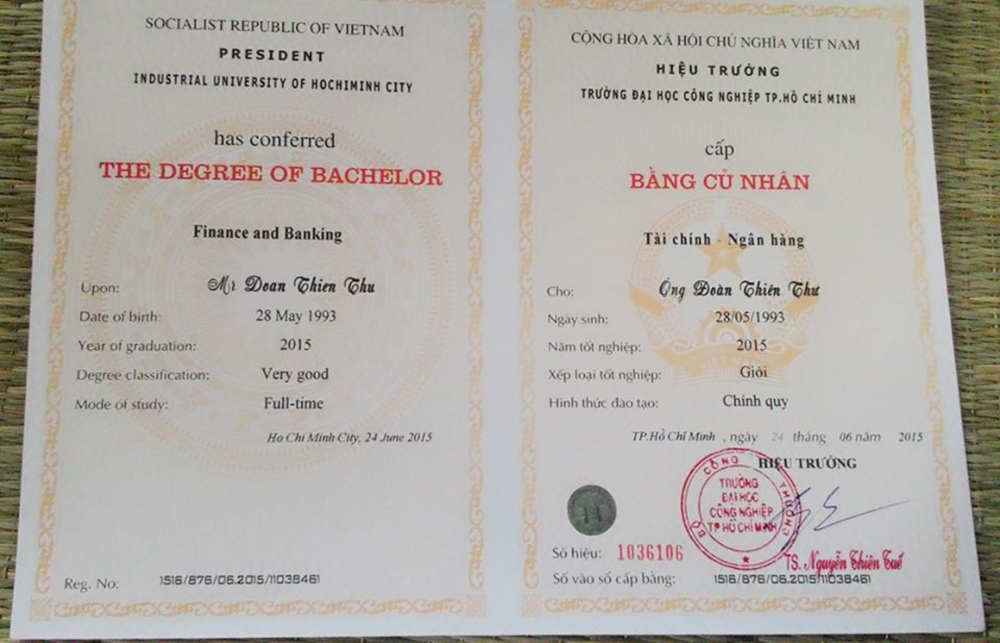 SOCIALIST REPUBLIC OF VIETNAM
PRESIDENT
INDUSTRIAL UNIVERSITY OF HOCHIMINH CITY
has conferred
THE DEGREE OF BACHELOR
Finance and Banking
Upon: Mr Doan Thien Thu
Date of birth: 28 May 1993
Year of graduation: 2015
Degree classification: Very good
Mode of study: Full-time
Ho Chi Minh City, 24 June 2015
Reg. No: 1516/876/06.2015/11038461
CỘNG HÒA XÃ HỘI CHỦ NGHĨA VIỆT NAM
HIỆU TRƯỞNG
TRƯỜNG ĐẠI HỌC CÔNG NGHIỆP TP.HỒ CHÍ MINH
cấp
BẰNG CỬ NHÂN
Tài chính - Ngân hàng
Cho: Ông Đoàn Thiên Thư
Ngày sinh: 28/05/1993
Năm tốt nghiệp: 2015
Xếp loại tốt nghiệp: Giỏi
Hình thức đào tạo: Chính quy
TP.Hồ Chí Minh, ngày 24 tháng 06 năm 2015
HIỆU TRƯỞNG
BỘ CÔNG THƯƠNG
TRƯỜNG
ĐẠI HỌC
CÔNG NGHIỆP
TP HỒ CHÍ MINH
TS. Nguyễn Thiên Tuế
Số hiệu: 1036106
Số vào sổ cấp bằng: 1516/876/06.2015/11038461